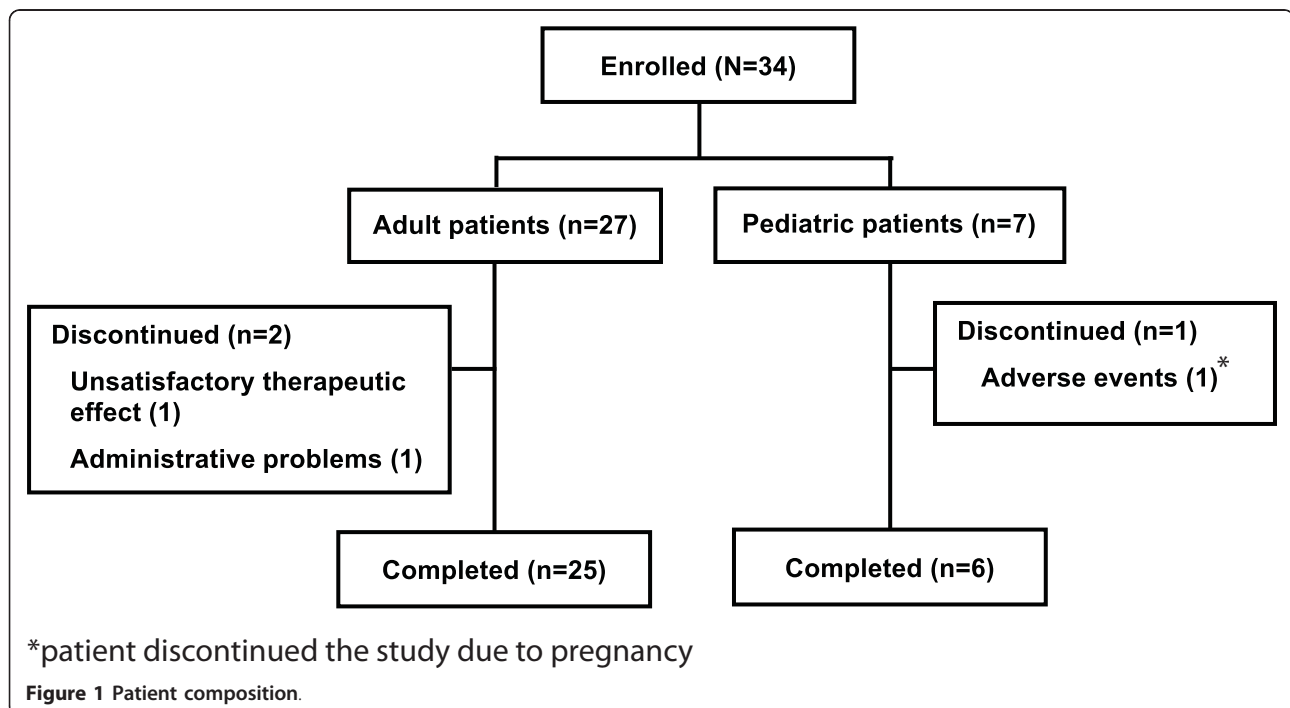 Enrolled (N=34)
Adult patients (n=27)
Pediatric patients (n=7)
Discontinued (n=2)
Unsatisfactory therapeutic
effect (1)
Administrative problems (1)
Discontinued (n=1)
Adverse events (1)*
Completed (n=25)
Completed (n=6)
*patient discontinued the study due to pregnancy
Figure 1 Patient composition.